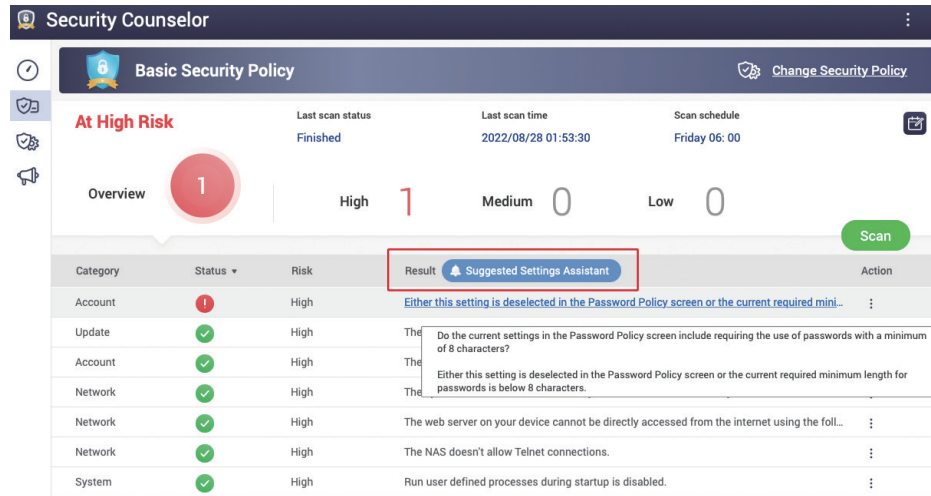 Security Counselor
Basic Security Policy
Change Security Policy
At High Risk
Last scan status
Finished
Last scan time
2022/08/28 01:53:30
Scan schedule
Friday 06: 00
Overview
1
High 1
Medium 0
Low 0
Scan
Category Status Risk Result Suggested Settings Assistant Action
Account High Either this setting is deselected in the Password Policy screen or the current required mini...
Update High The
Do the current settings in the Password Policy screen include requiring the use of passwords with a minimum
of 8 characters?
Account High The
Either this setting is deselected in the Password Policy screen or the current required minimum length for
passwords is below 8 characters.
Network High The
Network High The web server on your device cannot be directly accessed from the internet using the foll...
Network High The NAS doesn't allow Telnet connections.
System High Run user defined processes during startup is disabled.